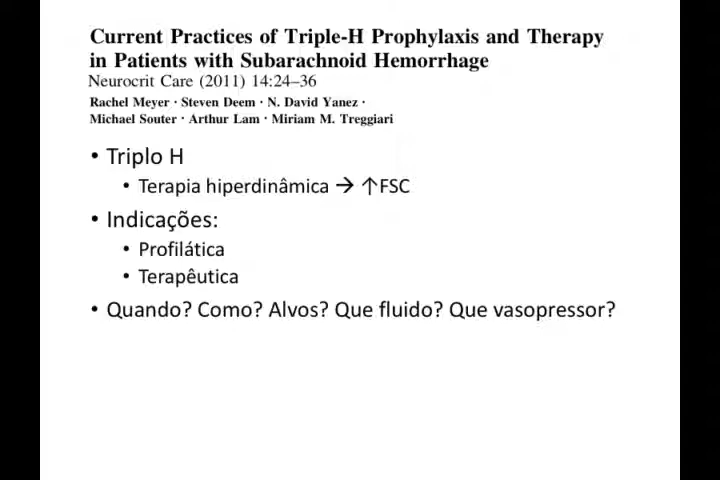 Current Practices of Triple-H Prophylaxis and Therapy
in Patients with Subarachnoid Hemorrhage
Neurocrit Care (2011) 14:24–36
Rachel Meyer · Steven Deem · N. David Yanez ·
Michael Souter · Arthur Lam · Miriam M. Treggiari
• Triplo H
• Terapia hiperdinâmica → ↑FSC
• Indicações:
• Profilática
• Terapêutica
• Quando? Como? Alvos? Que fluido? Que vasopressor?